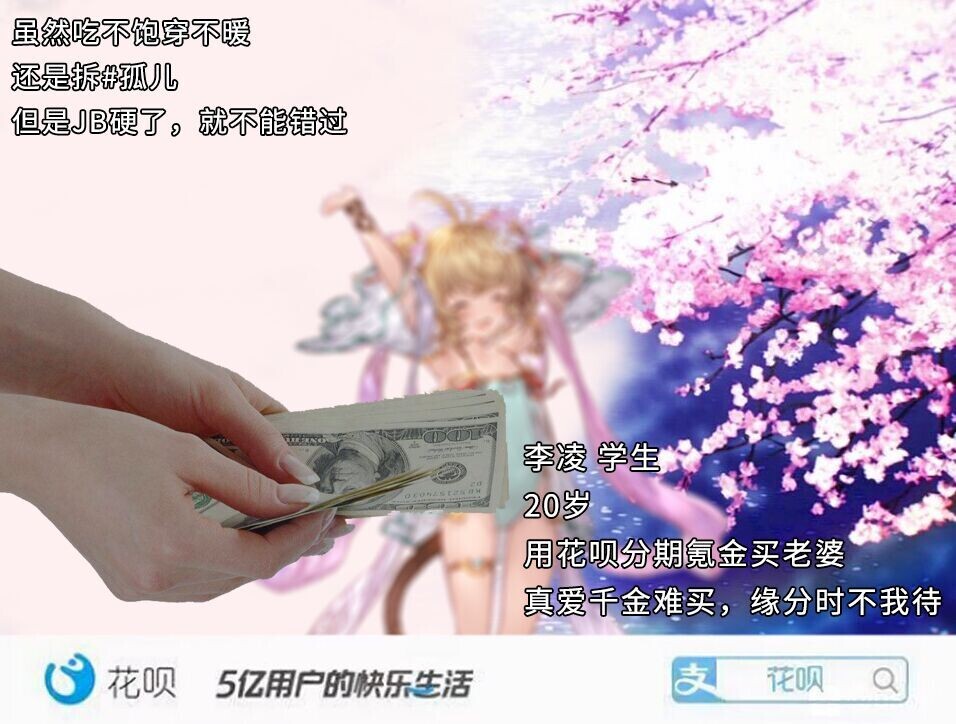 虽然吃不饱穿不暖
还是拆#孤儿
但是JB硬了，就不能错过
李凌 学生
20岁
用花呗分期氪金买老婆
真爱千金难买，缘分时不我待
100
KB52157403D
花呗
5亿用户的快乐生活
支
花呗